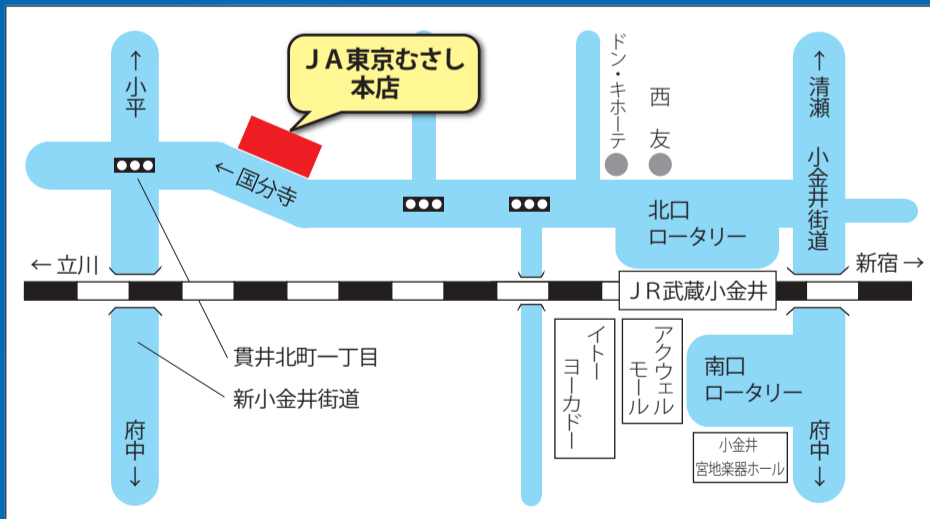 JA東京むさし
本店
↑小平
←国分寺
ドン・キホーテ
西友
↑清瀬
小金井街道
北口
ロータリー
←立川
新宿→
JR武蔵小金井
貫井北町一丁目
新小金井街道
イトー
ヨーカドー
アクウェル
モール
南口
ロータリー
小金井
宮地楽器ホール
府中↓
府中↓